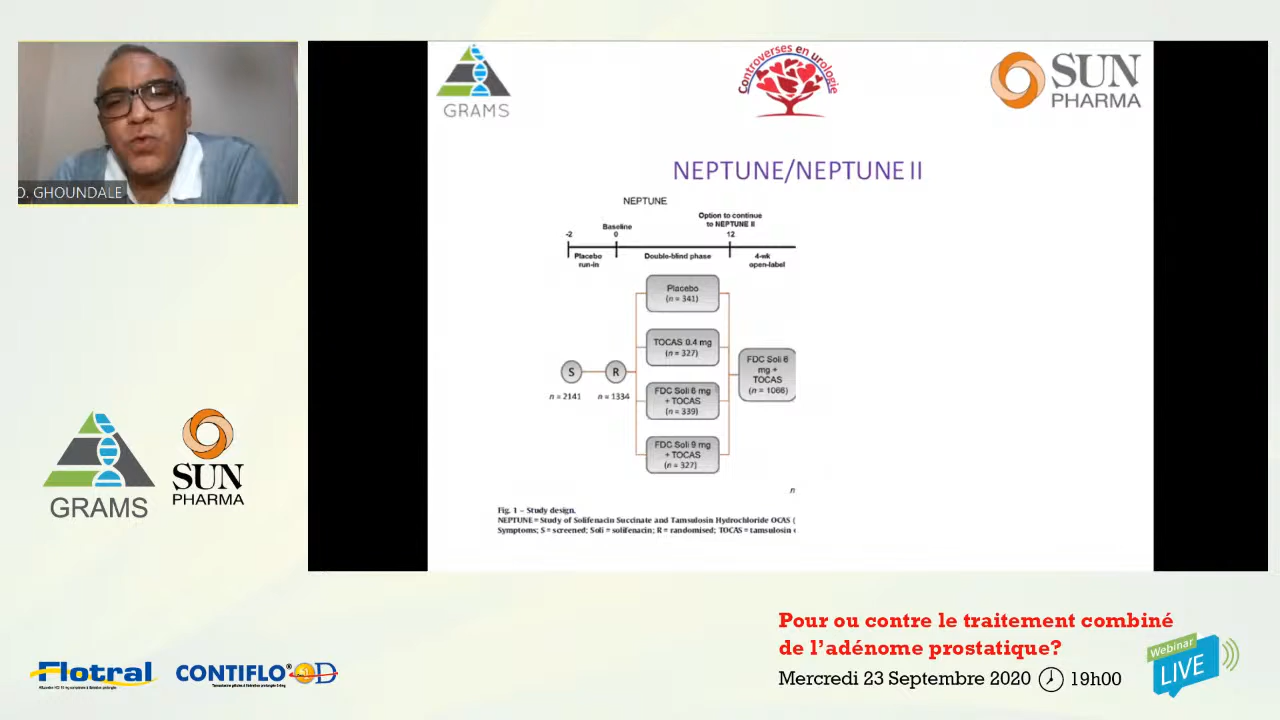 O. GHOUNDALE
GRAMS
Controverses en urologie
SUN
PHARMA
NEPTUNE/NEPTUNE II
NEPTUNE
Option to continue
to NEPTUNE II
Baseline
-2
0
12
Placebo
run-in
Double-blind phase
4-wk
open-label
Placebo
(n = 341)
TOCAS 0.4 mg
(n = 327)
S
R
FDC Soli 6
mg +
TOCAS
(n = 1066)
n = 2141
n = 1334
FDC Soli 6 mg
+ TOCAS
(n = 339)
FDC Soli 9 mg
+ TOCAS
(n = 327)
n
Fig. 1 – Study design.
NEPTUNE = Study of Solifenacin Succinate and Tamsulosin Hydrochloride OCAS (
Symptoms; S = screened; Soli = solifenacin; R = randomised; TOCAS = tamsulosin
GRAMS
SUN
PHARMA
Flotral
CONTIFLO® OD
Pour ou contre le traitement combiné
de l’adénome prostatique?
Mercredi 23 Septembre 2020 19h00
Webinar
LIVE